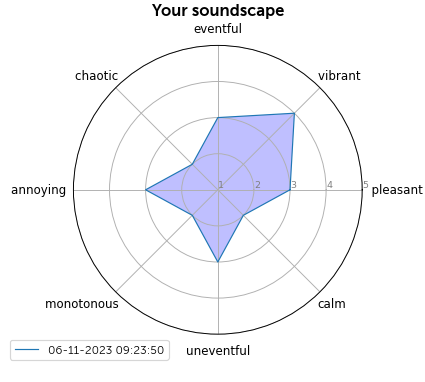 Your soundscape
eventful
chaotic
vibrant
annoying
1
2
3
4
5
pleasant
monotonous
calm
uneventful
06-11-2023 09:23:50